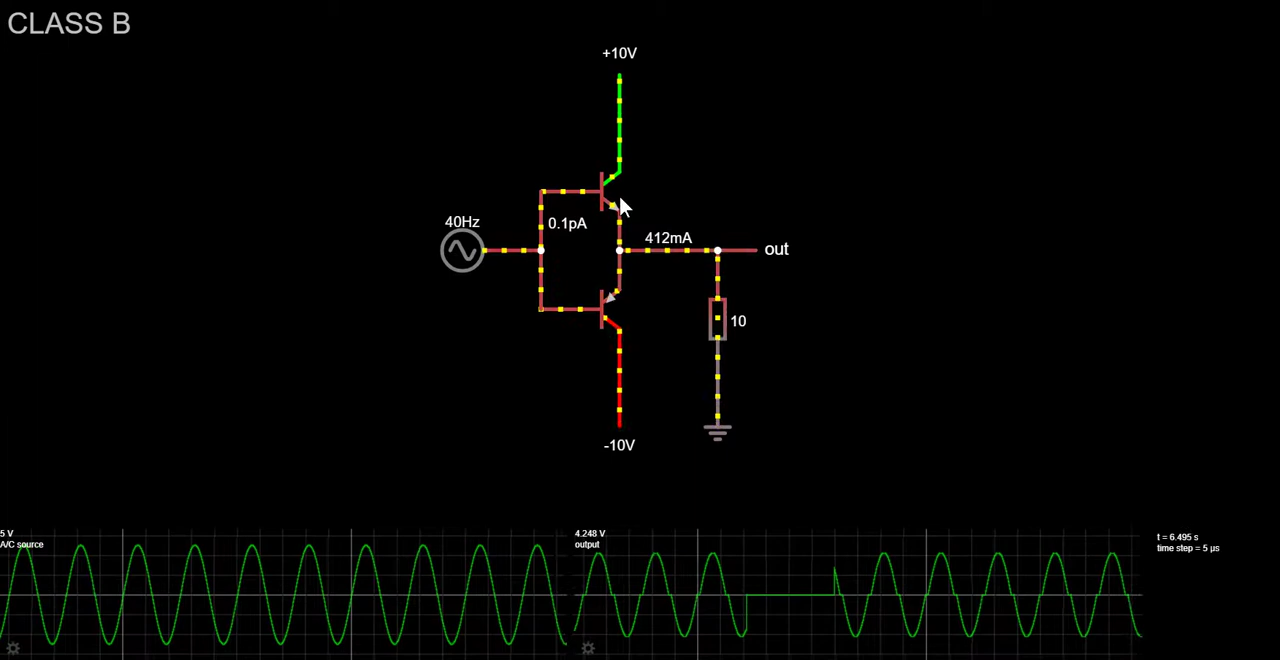 CLASS B
+10V
40Hz
0.1pA
412mA
out
10
-10V
5 V
A/C source
4.248 V
output
t = 6.495 s
time step = 5 µs